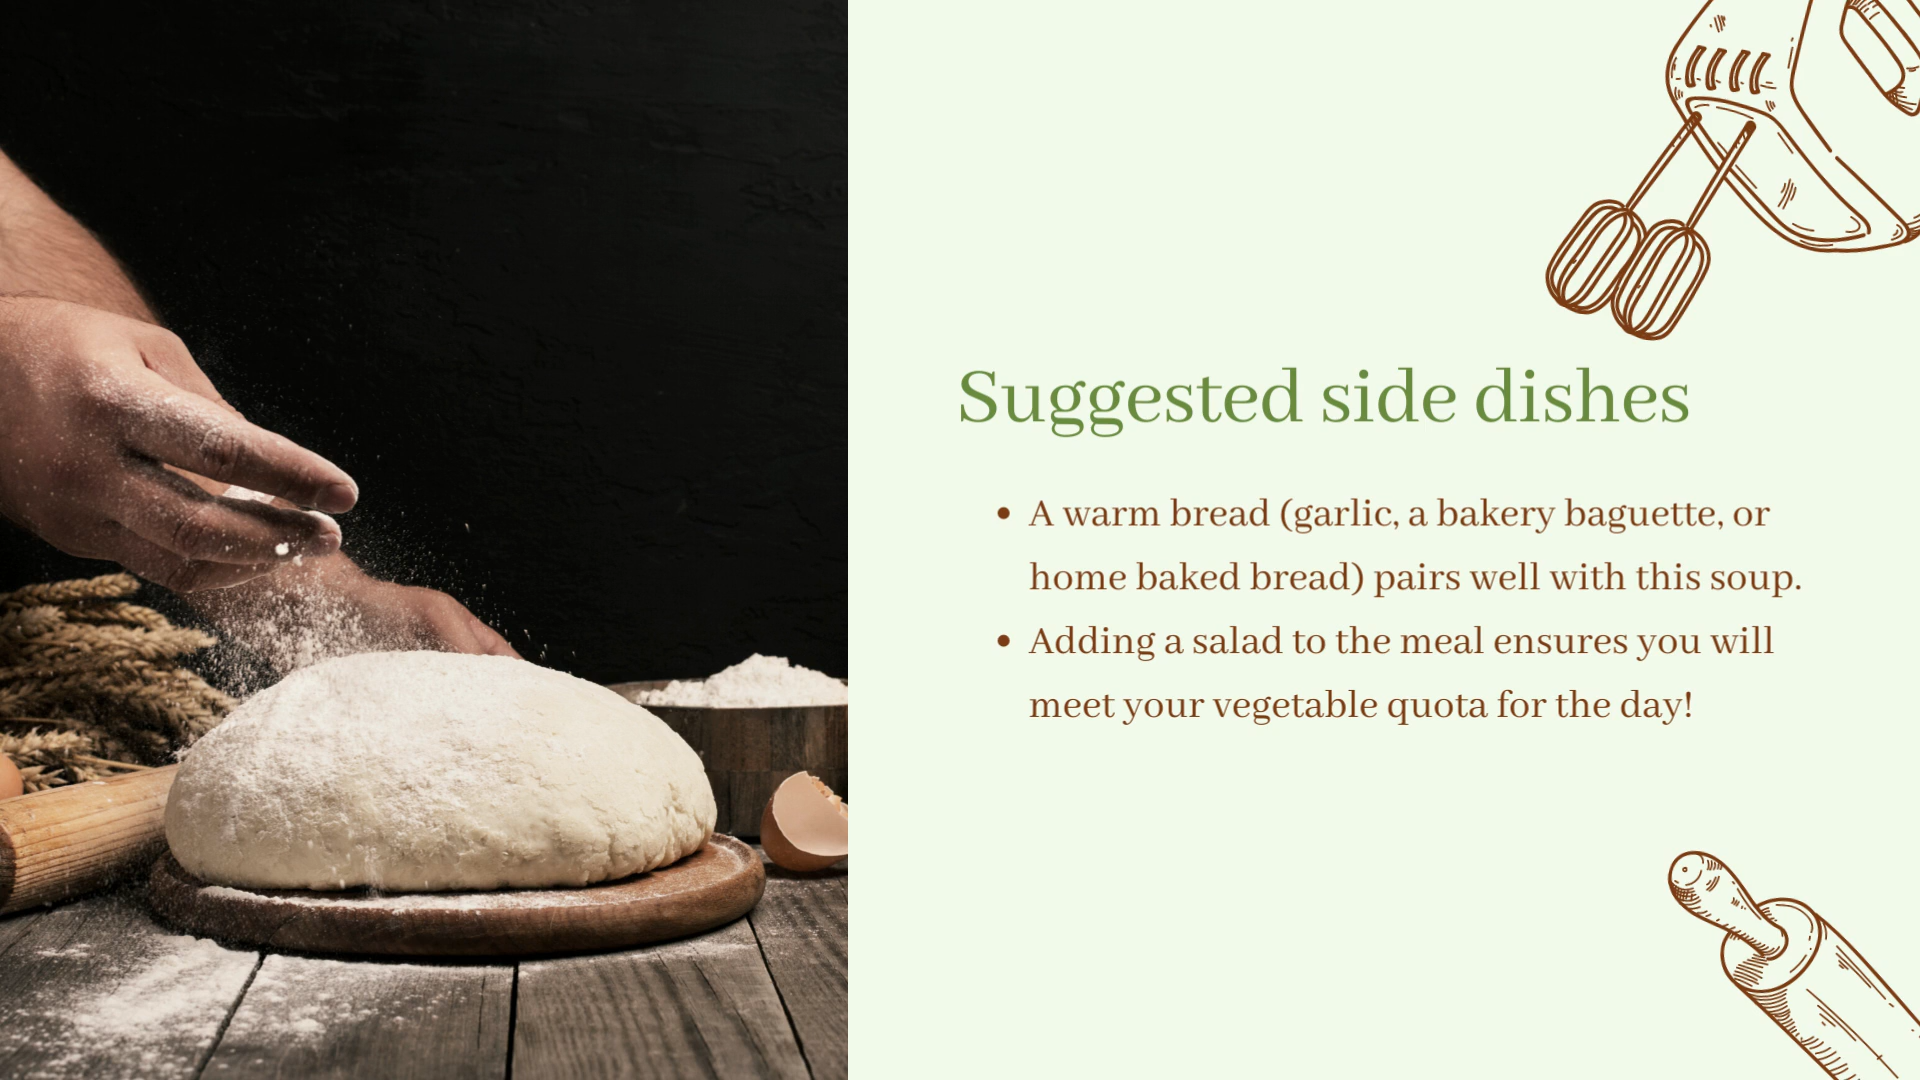 Suggested side dishes
• A warm bread (garlic, a bakery baguette, or
home baked bread) pairs well with this soup.
• Adding a salad to the meal ensures you will
meet your vegetable quota for the day!